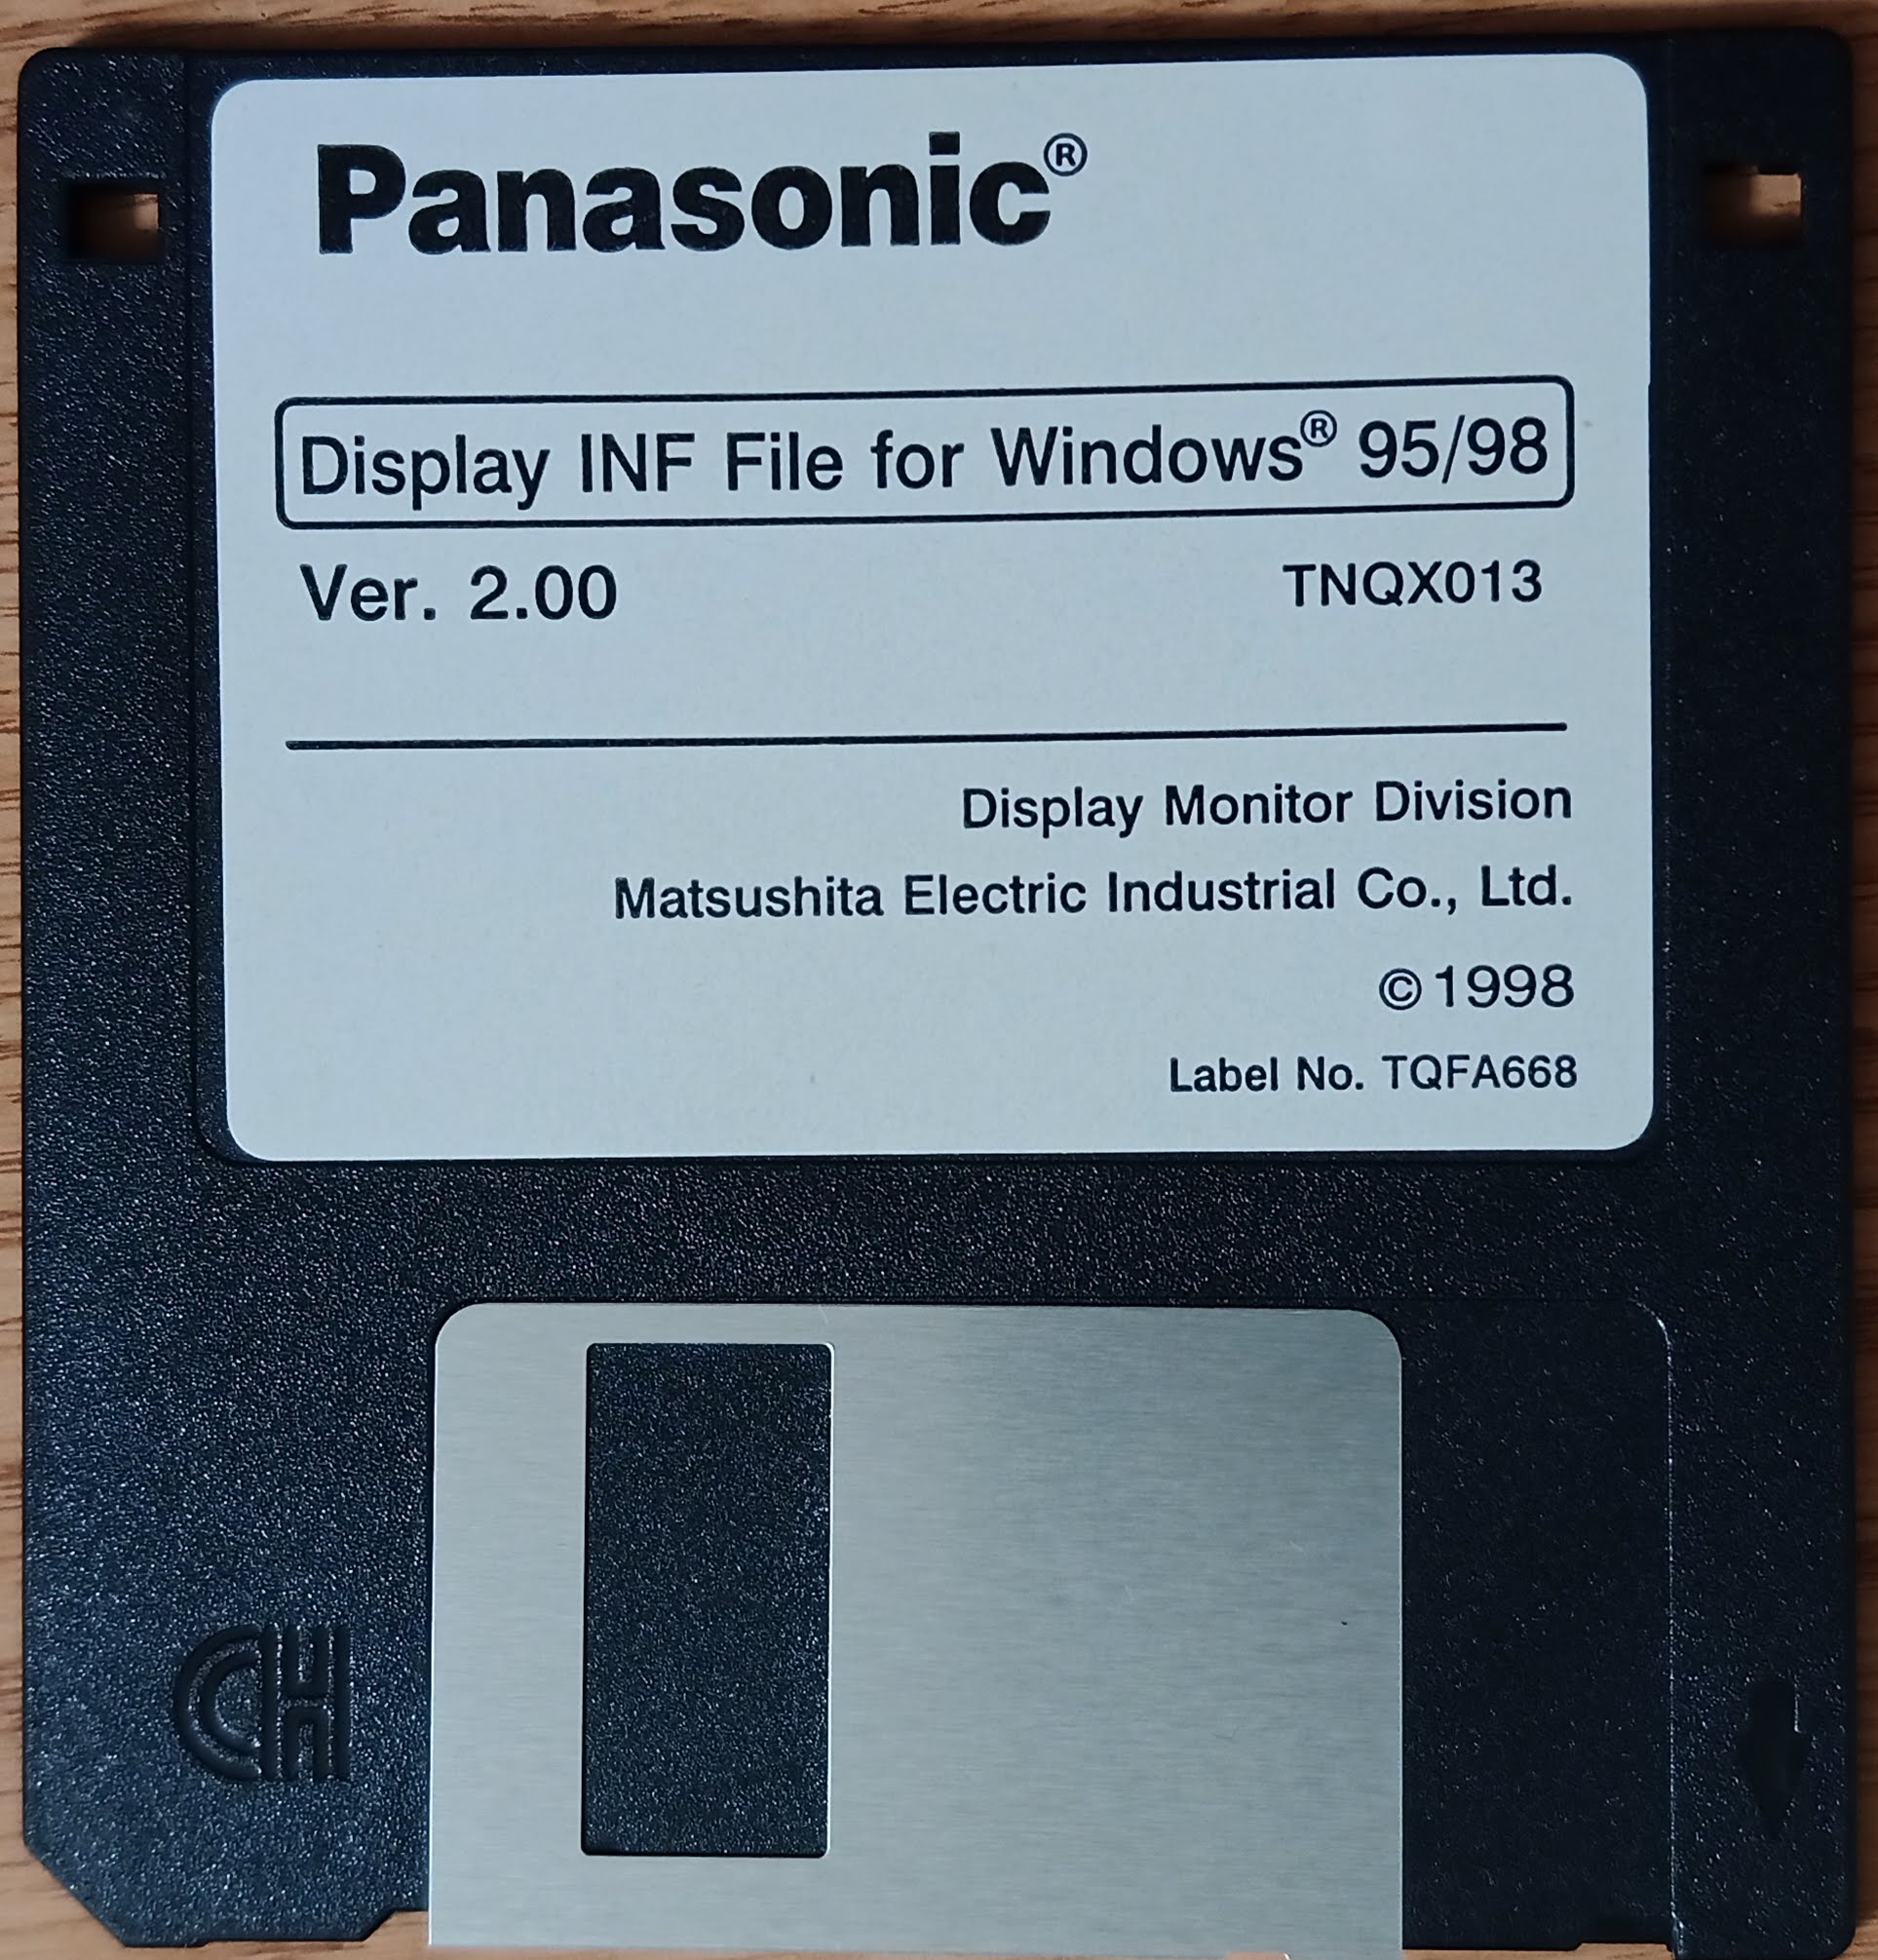 Panasonic®
Display INF File for Windows® 95/98
Ver. 2.00 TNQX013
Display Monitor Division
Matsushita Electric Industrial Co., Ltd.
©1998
Label No. TQFA668
CH